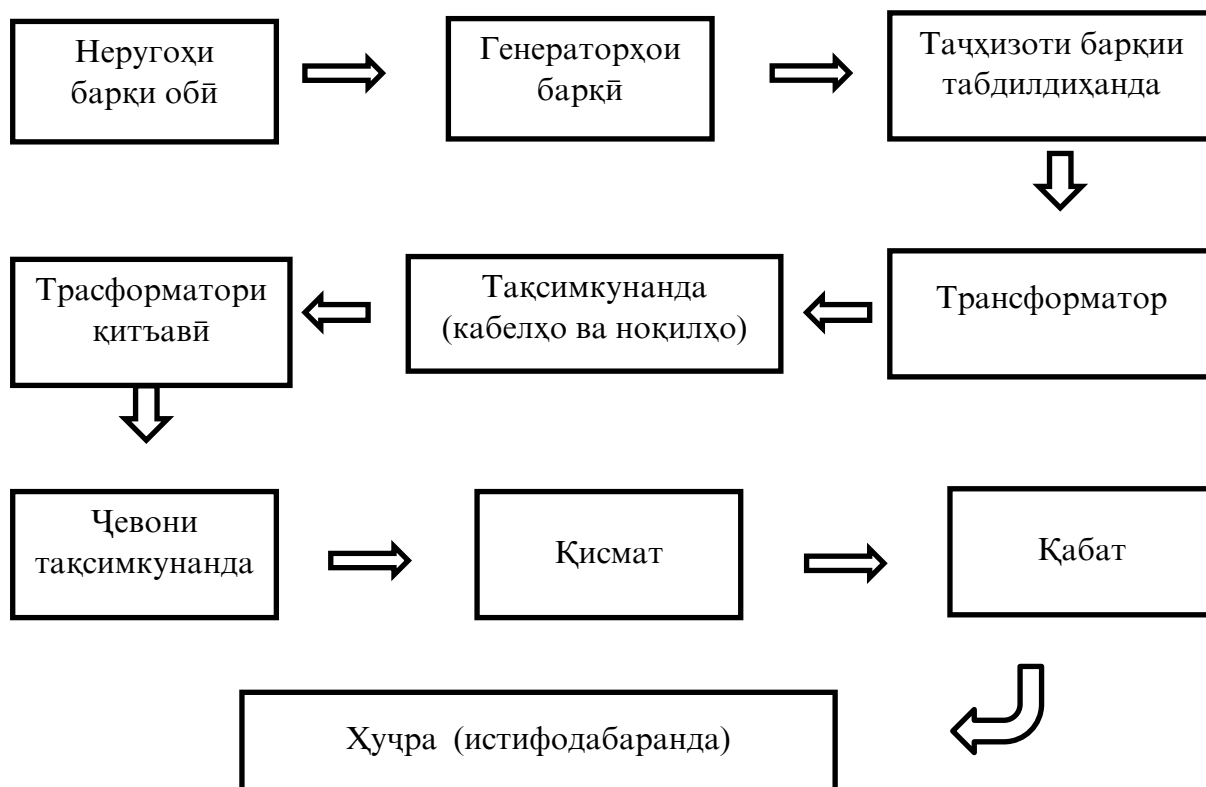 Неругоҳи
барқи обӣ
Генераторҳои
барқӣ
Таҷҳизоти барқии
табдилдиҳанда
Трасформатори
қитъавӣ
Тақсимкунанда
(кабелҳо ва ноқилҳо)
Трансформатор
Ҷевони
тақсимкунанда
Қисмат
Қабат
Ҳуҷра (истифодабаранда)